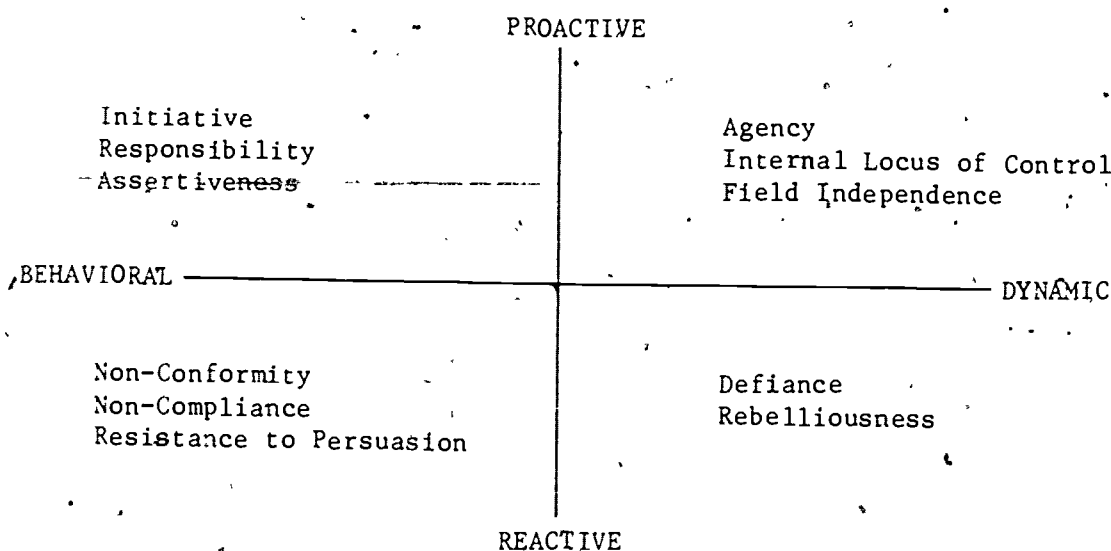 PROACTIVE
Initiative
Responsibility
Assertiveness
Agency
Internal Locus of Control
Field Independence
BEHAVIORAL
DYNAMIC
Non-Conformity
Non-Compliance
Resistance to Persuasion
Defiance
Rebelliousness
REACTIVE